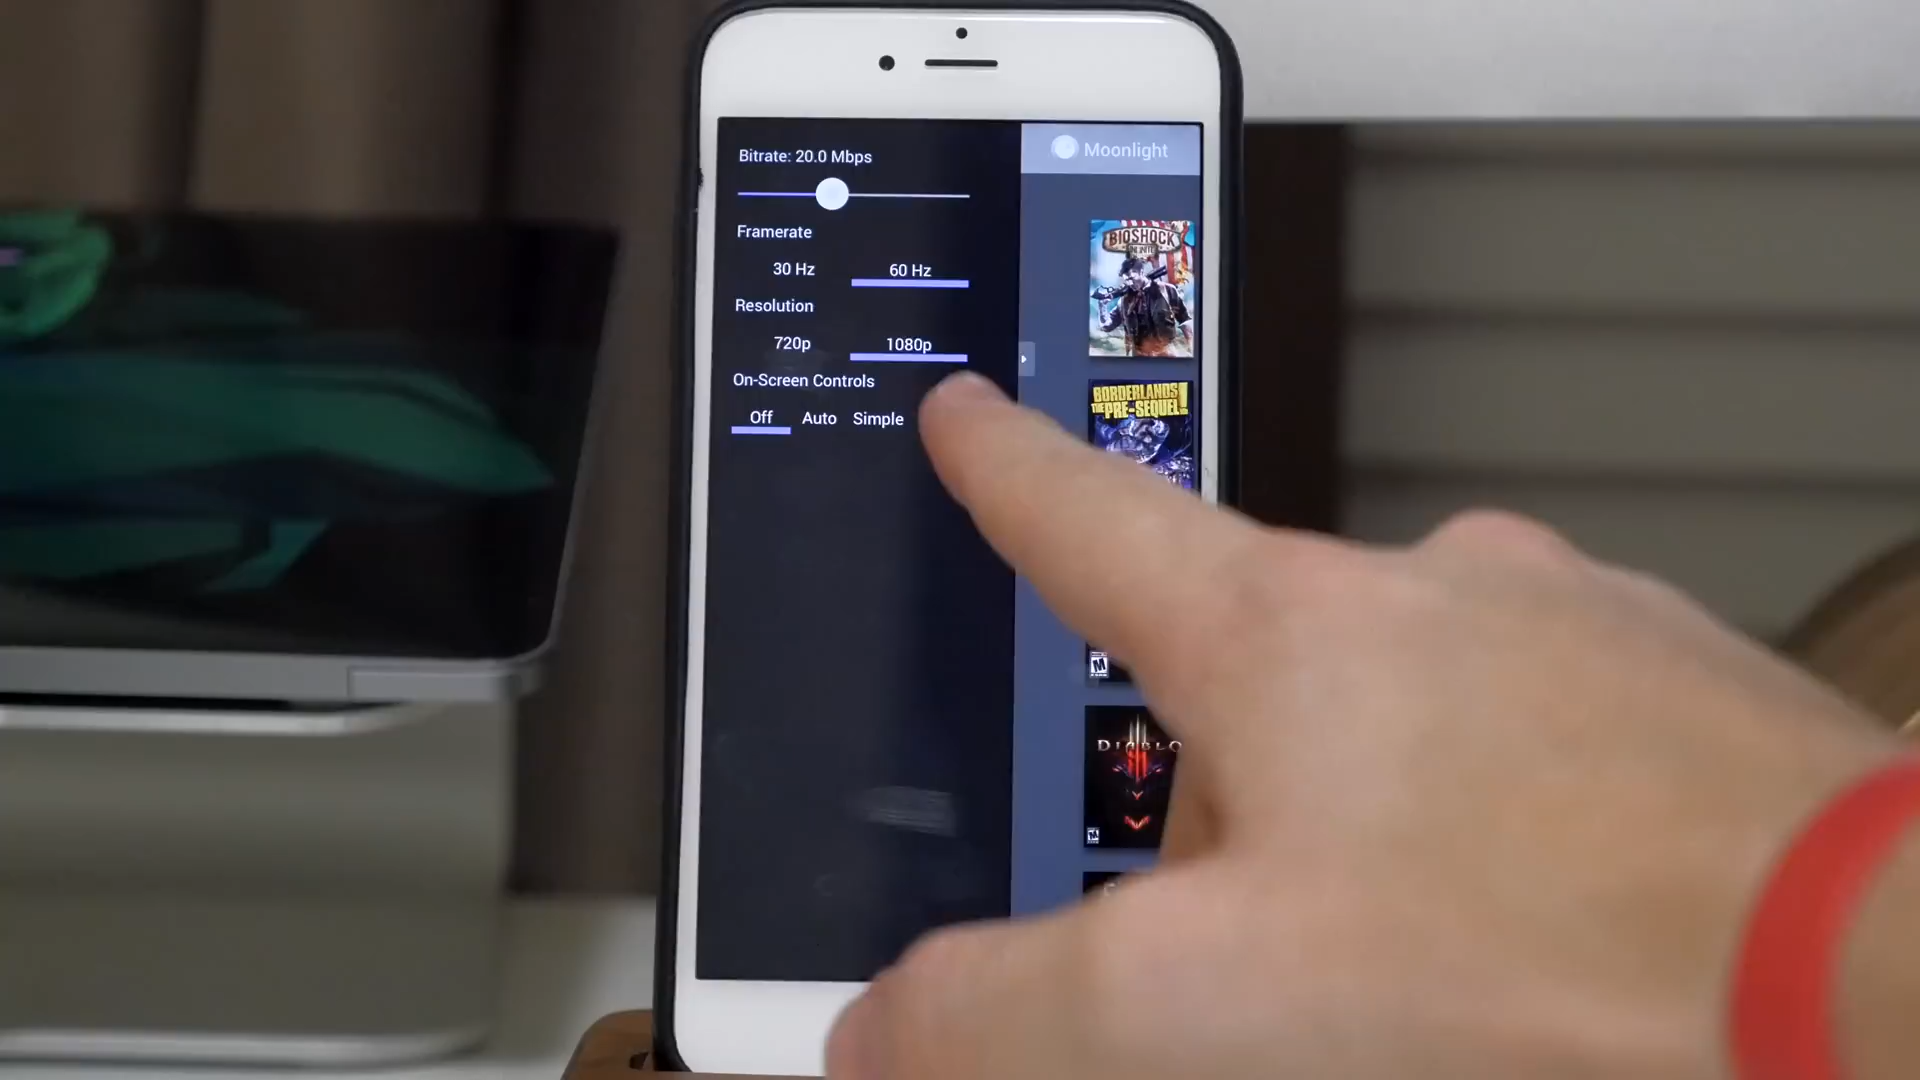 Bitrate: 20.0 Mbps
Moonlight
Framerate
30 Hz 60 Hz
Resolution
720p 1080p
On-Screen Controls
Off Auto Simple
BIOSHOCK
BORDERLANDS
THE PRE-SEQUEL!
M
DIABLO
M